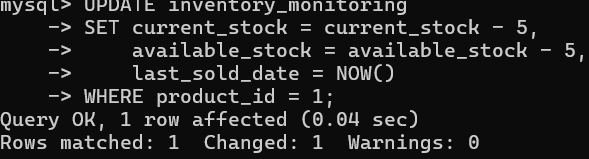 mysql> UPDATE inventory_monitoring
    -> SET current_stock = current_stock - 5,
    ->     available_stock = available_stock - 5,
    ->     last_sold_date = NOW()
    -> WHERE product_id = 1;
Query OK, 1 row affected (0.04 sec)
Rows matched: 1  Changed: 1  Warnings: 0